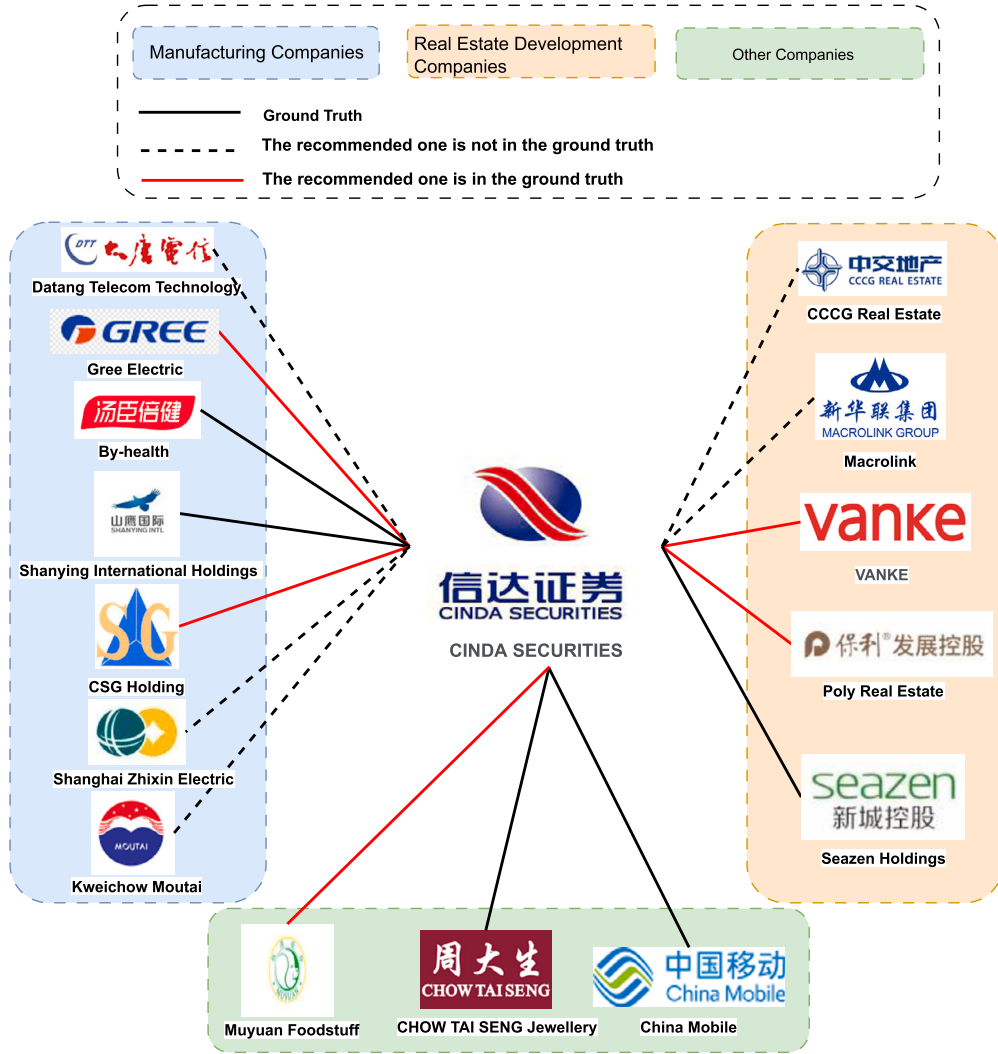 Manufacturing Companies
Real Estate Development
Companies
Other Companies
Ground Truth
The recommended one is not in the ground truth
The recommended one is in the ground truth
DTT 大唐電信
Datang Telecom Technology
GREE
Gree Electric
汤臣倍健
By-health
山鹰国际
SHANYING INTL
Shanying International Holdings
SG
CSG Holding
Shanghai Zhixin Electric
MOUTAI
Kweichow Moutai
信达证券
CINDA SECURITIES
CINDA SECURITIES
中交地产
CCCG REAL ESTATE
CCCG Real Estate
新华联集团
MACROLINK GROUP
Macrolink
vanke
VANKE
保利®发展控股
Poly Real Estate
seazen
新城控股
Seazen Holdings
MUYUAN
Muyuan Foodstuff
周大生
CHOW TAI SENG
CHOW TAI SENG Jewellery
中国移动
China Mobile
China Mobile